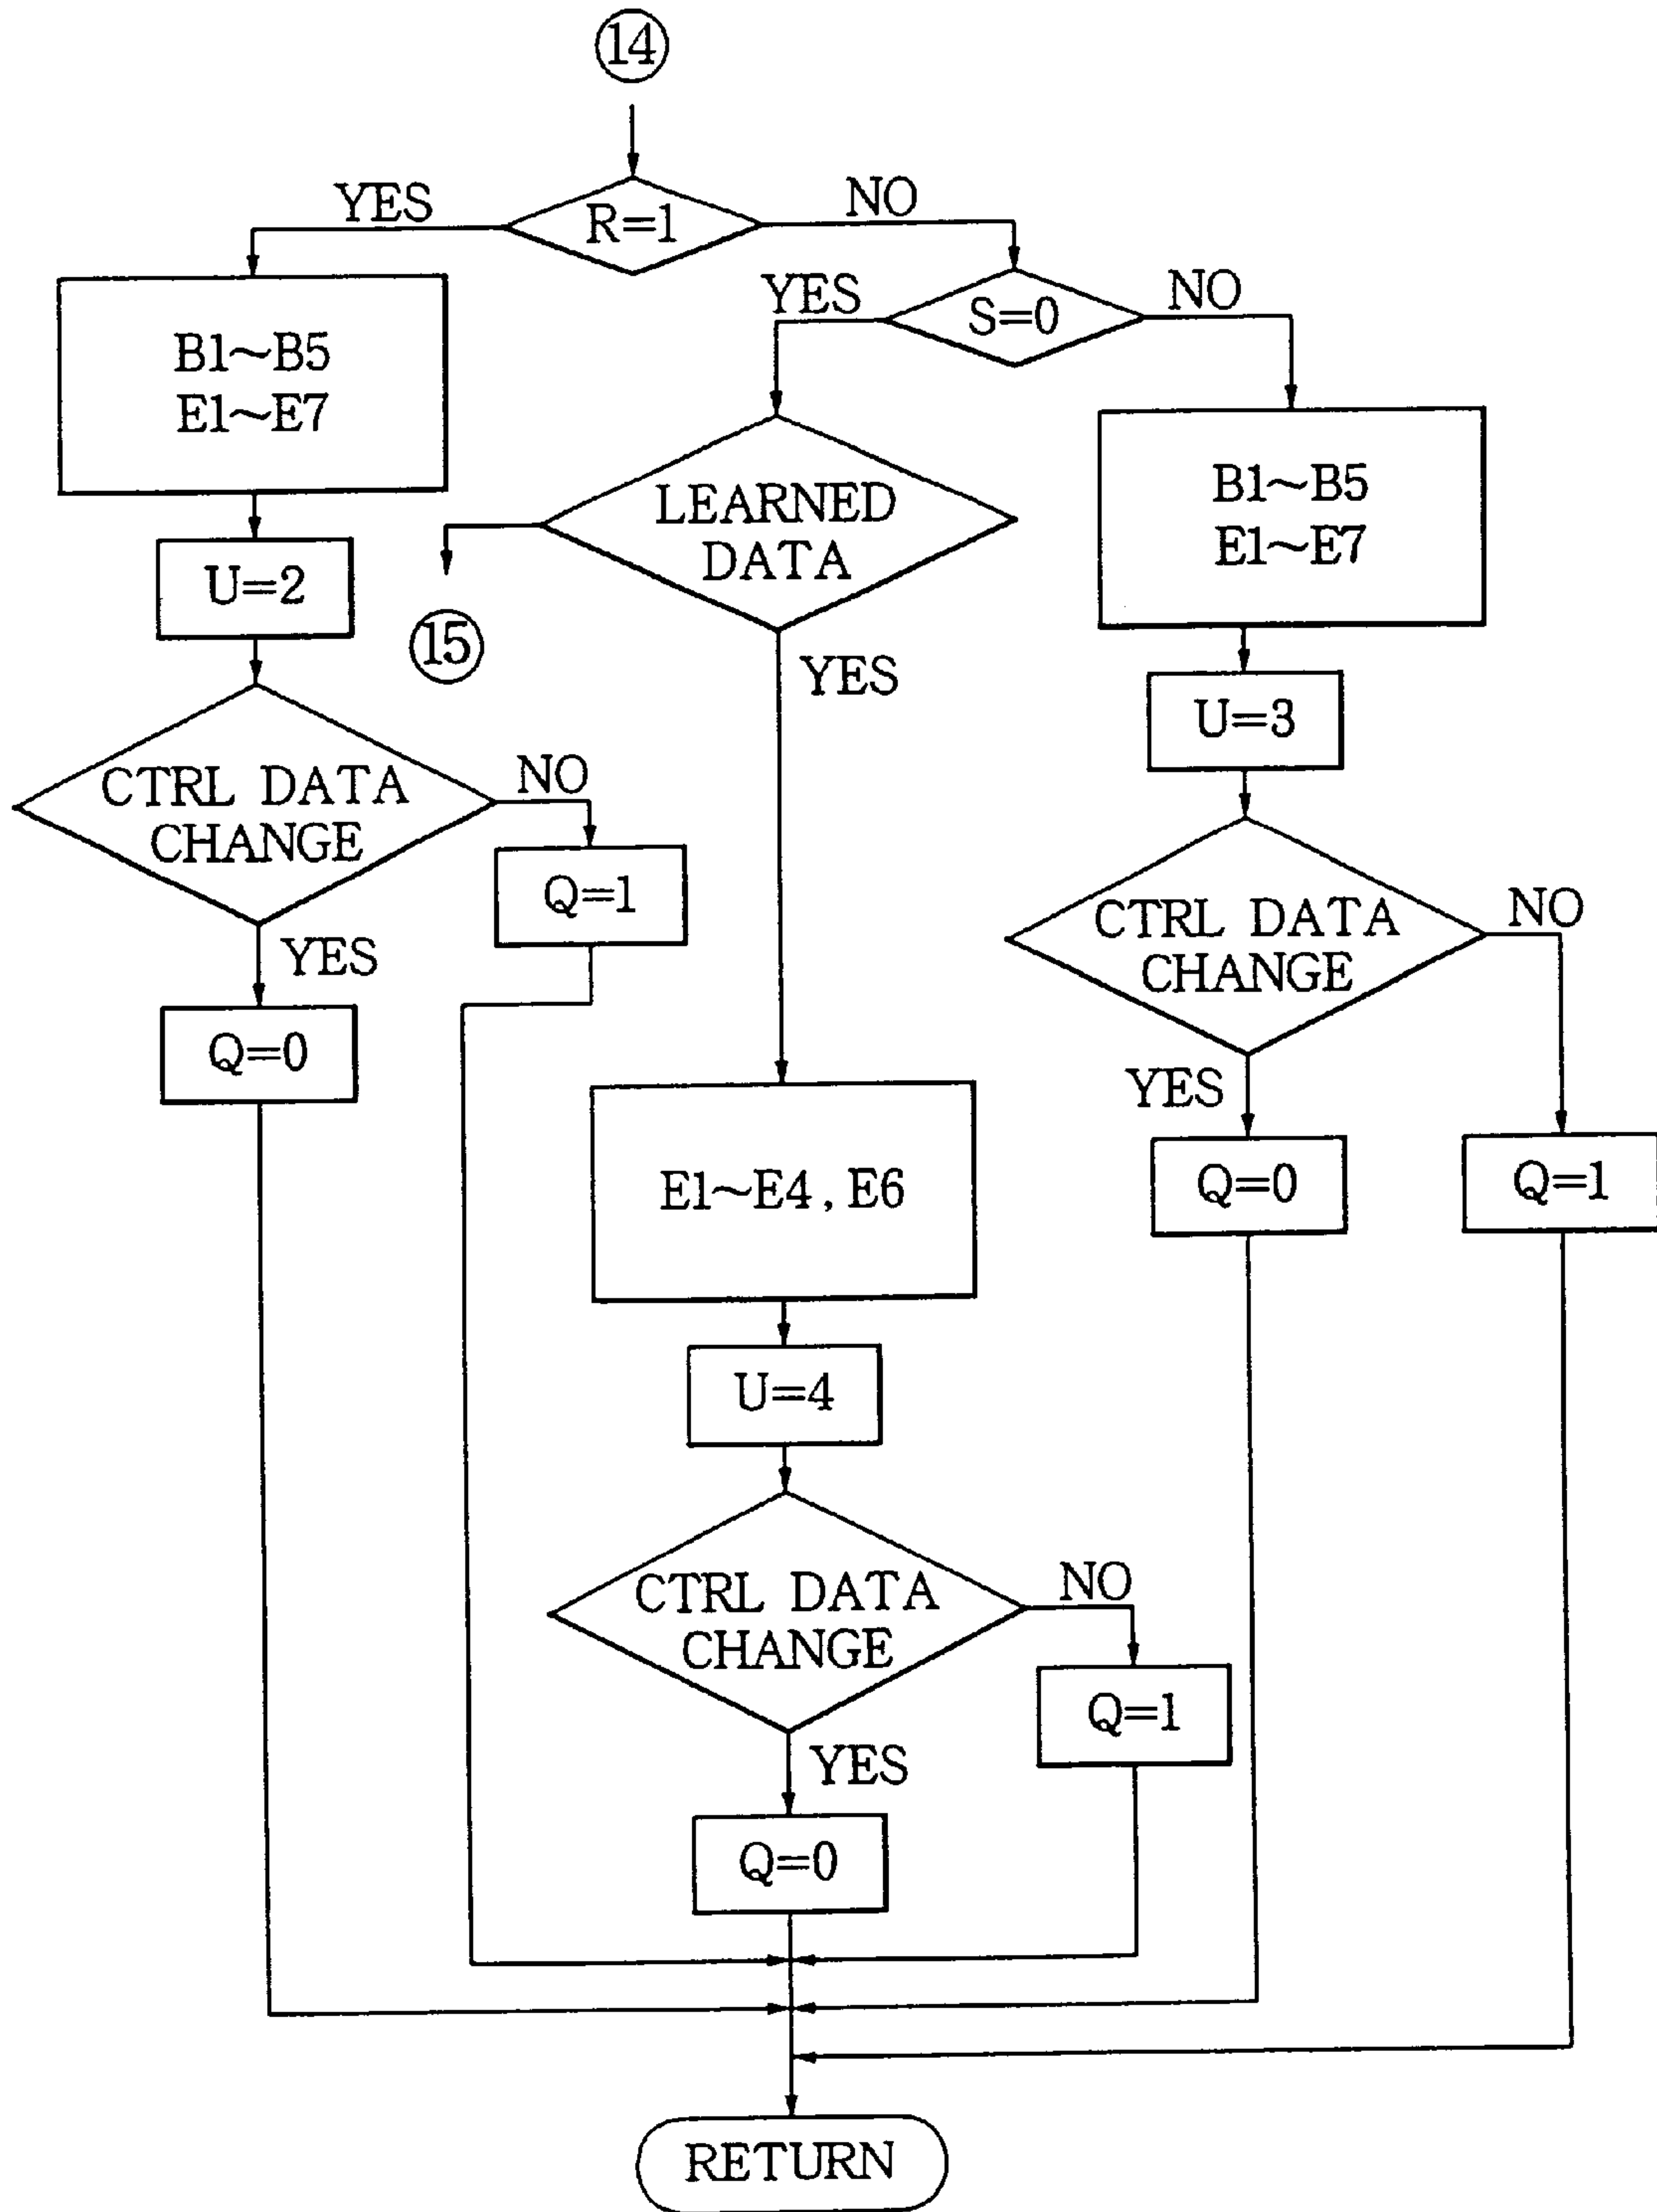 14
YES
R=1
NO
YES
S=0
NO
B1~B5
E1~E7
LEARNED
DATA
B1~B5
E1~E7
U=2
15
YES
U=3
CTRL DATA
CHANGE
NO
Q=1
YES
Q=0
CTRL DATA
CHANGE
NO
YES
Q=0
Q=1
E1~E4, E6
U=4
CTRL DATA
CHANGE
NO
Q=1
YES
Q=0
RETURN